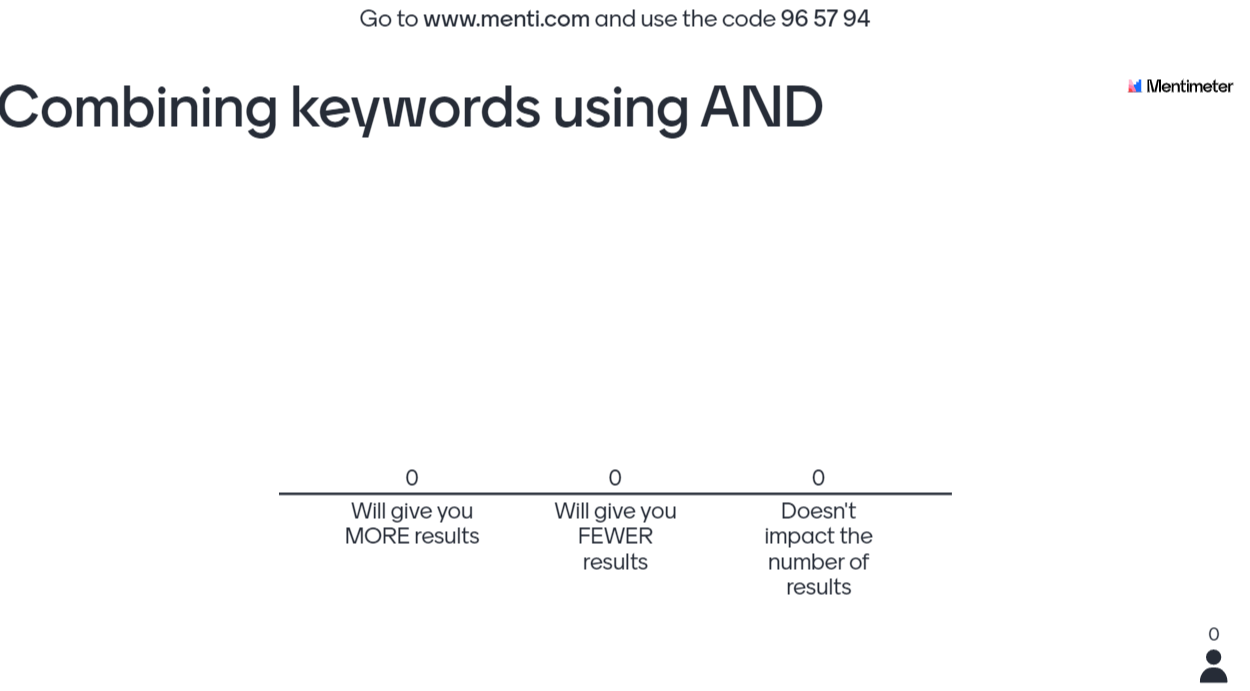 Go to www.menti.com and use the code 96 57 94
Mentimeter
Combining keywords using AND
0
0
0
Will give you
MORE results
Will give you
FEWER
results
Doesn't
impact the
number of
results
0